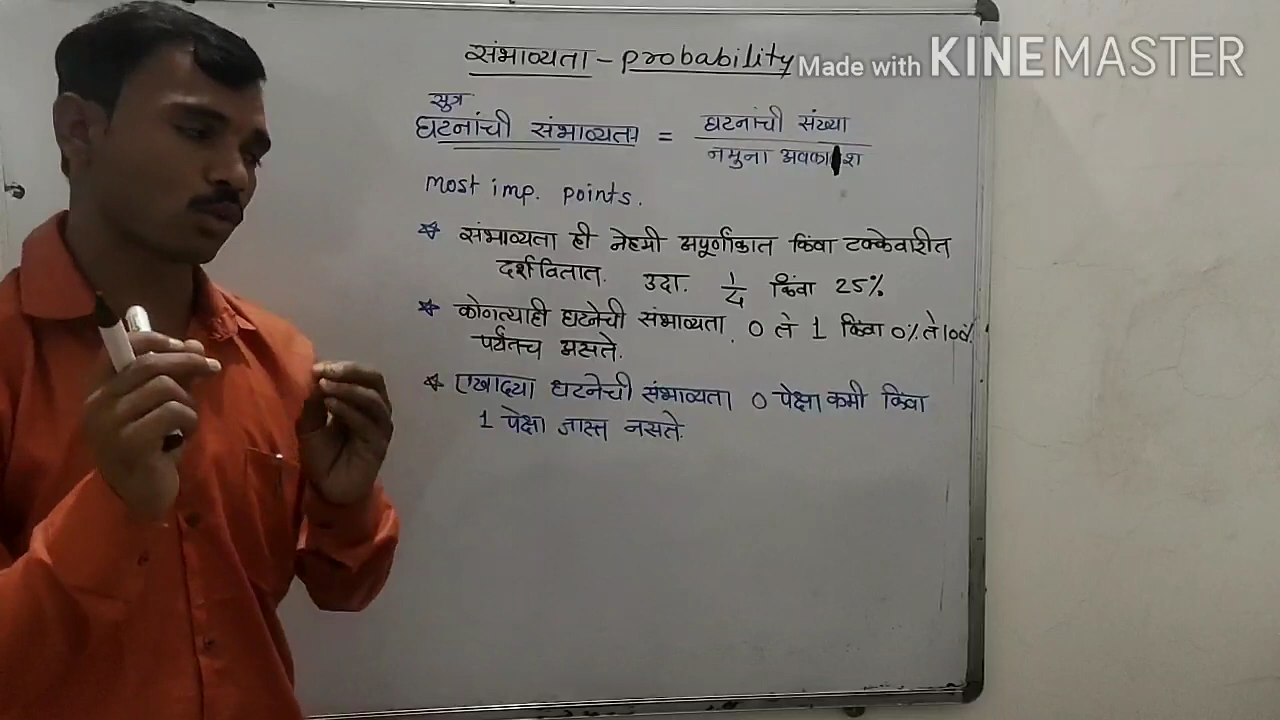 संभाव्यता - probability
Made with KINEMASTER
सुत्र
घटनांची संभाव्यता = घटनांची संख्या / नमुना अवकाश
most imp. points.
☆ संभाव्यता ही नेहमी अपूर्णांकात किंवा टक्केवारीत
दर्शवितात. उदा. 1/4 किंवा 25%
☆ कोणत्याही घटनेची संभाव्यता 0 ते 1 किंवा 0% ते 100%
पर्यंतच असते.
☆ एखादया घटनेची संभाव्यता 0 पेक्षा कमी किंवा
1 पेक्षा जास्त नसते.